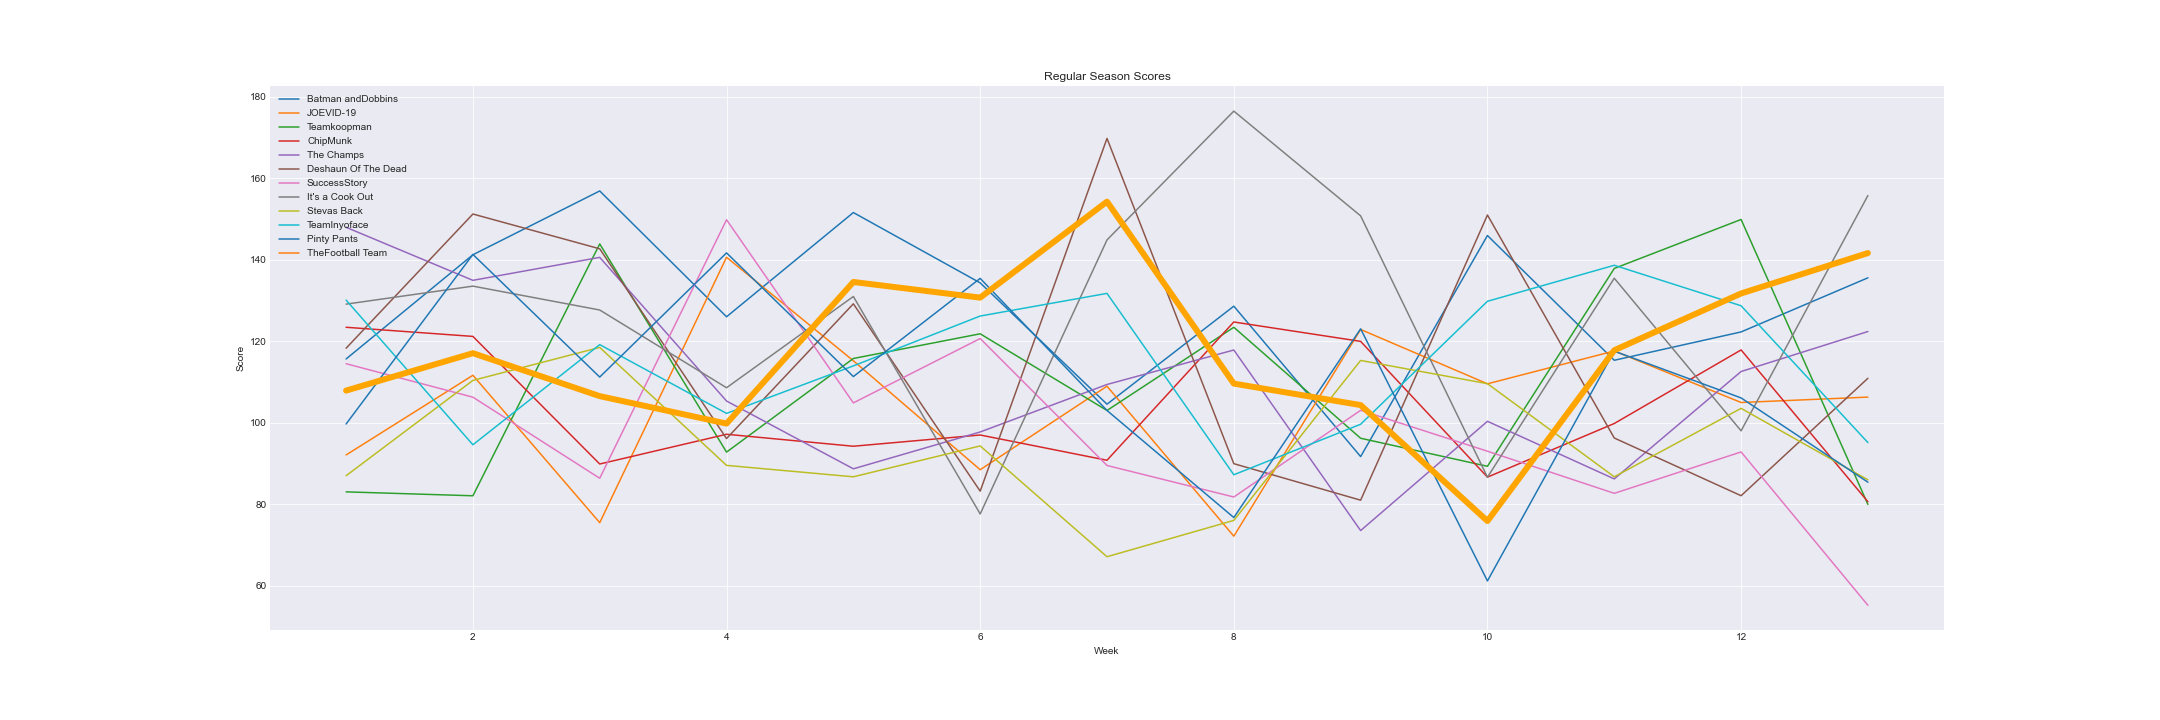 Regular Season Scores
180
160
140
120
100
80
60
Score
Batman andDobbins
JOEVID-19
Teamkoopman
ChipMunk
The Champs
Deshaun Of The Dead
SuccessStory
It's a Cook Out
Stevas Back
TeamInyoface
Pinty Pants
TheFootball Team
2
4
6
8
10
12
Week